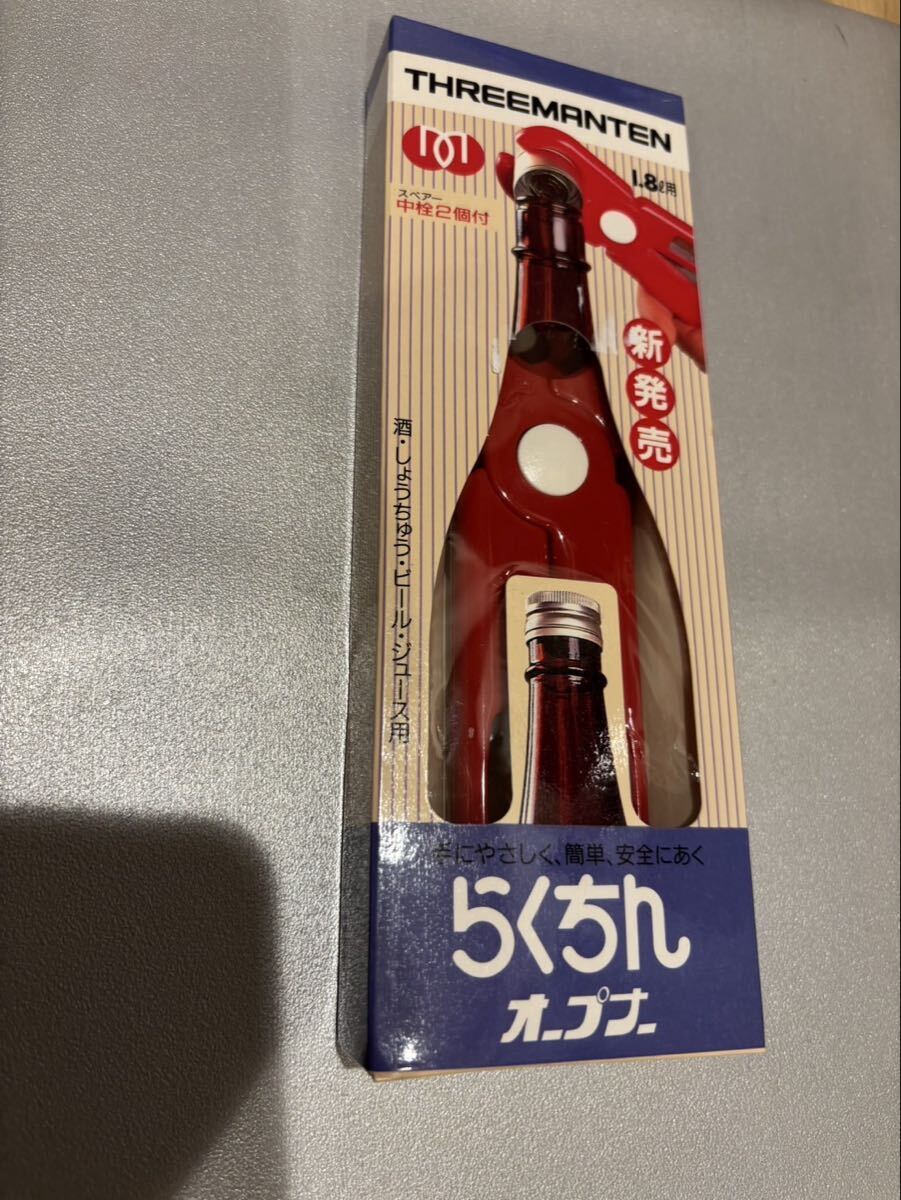 THREEMANTEN
1.8ℓ用
スペアー
中栓2個付
新発売
酒・しょうちゅう・ビール・ジュース用
手にやさしく、簡単、安全にあく
らくちん
オープナー